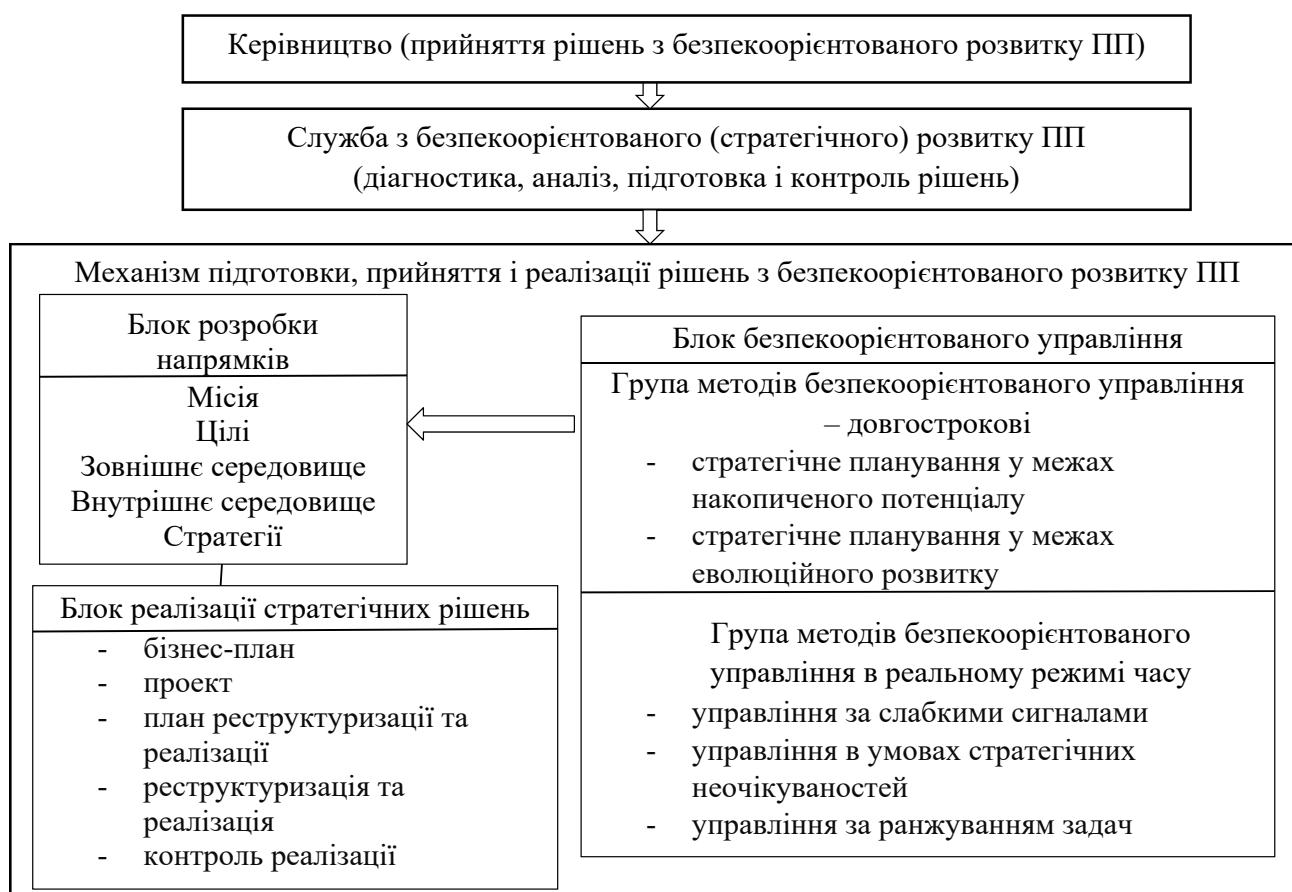 Керівництво (прийняття рішень з безпекоорієнтованого розвитку ПП)
Служба з безпекоорієнтованого (стратегічного) розвитку ПП
(діагностика, аналіз, підготовка і контроль рішень)
Механізм підготовки, прийняття і реалізації рішень з безпекоорієнтованого розвитку ПП
Блок розробки
напрямків
Місія
Цілі
Зовнішнє середовище
Внутрішнє середовище
Стратегії
Блок реалізації стратегічних рішень
- бізнес-план
- проект
- план реструктуризації та
реалізації
- реструктуризація та
реалізація
- контроль реалізації
Блок безпекоорієнтованого управління
Група методів безпекоорієнтованого управління
– довгострокові
- стратегічне планування у межах
накопиченого потенціалу
- стратегічне планування у межах
еволюційного розвитку
Група методів безпекоорієнтованого
управління в реальному режимі часу
- управління за слабкими сигналами
- управління в умовах стратегічних
неочікуваностей
- управління за ранжуванням задач